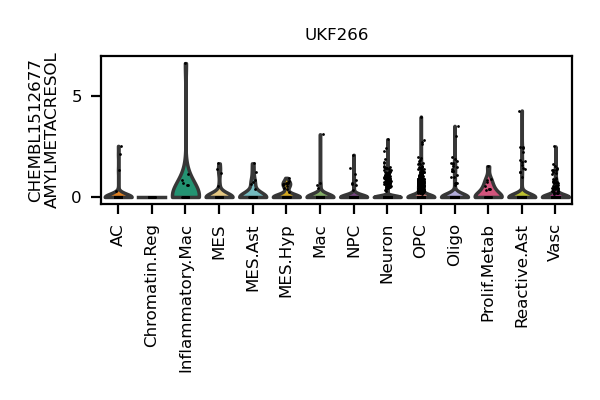 UKF266
CHEMBL1512677
AMYLMETACRESOL
5
0
AC
Chromatin.Reg
Inflammatory.Mac
MES
MES.Ast
MES.Hyp
Mac
NPC
Neuron
OPC
Oligo
Prolif.Metab
Reactive.Ast
Vasc